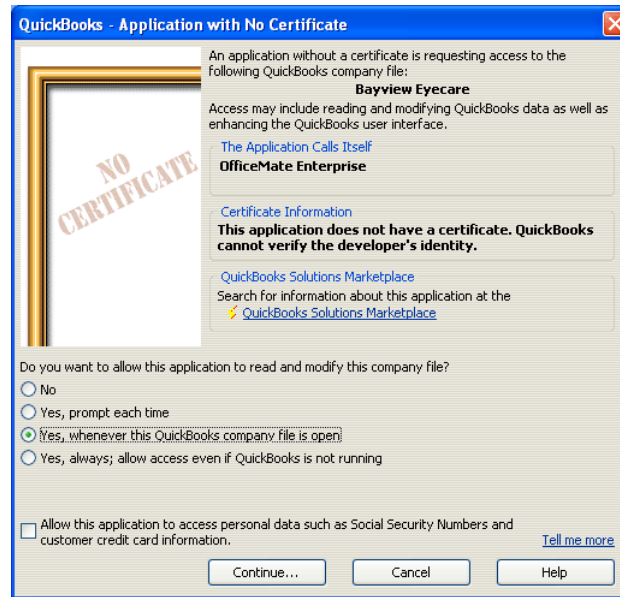 QuickBooks - Application with No Certificate
An application without a certificate is requesting access to the
following QuickBooks company file:
Bayview Eyecare
Access may include reading and modifying QuickBooks data as well as
enhancing the QuickBooks user interface.
NO
CERTIFICATE
The Application Calls Itself
OfficeMate Enterprise
Certificate Information
This application does not have a certificate. QuickBooks
cannot verify the developer's identity.
QuickBooks Solutions Marketplace
Search for information about this application at the
QuickBooks Solutions Marketplace
Do you want to allow this application to read and modify this company file?
No
Yes, prompt each time
Yes, whenever this QuickBooks company file is open
Yes, always; allow access even if QuickBooks is not running
Allow this application to access personal data such as Social Security Numbers and
customer credit card information.
Tell me more
Continue...
Cancel
Help